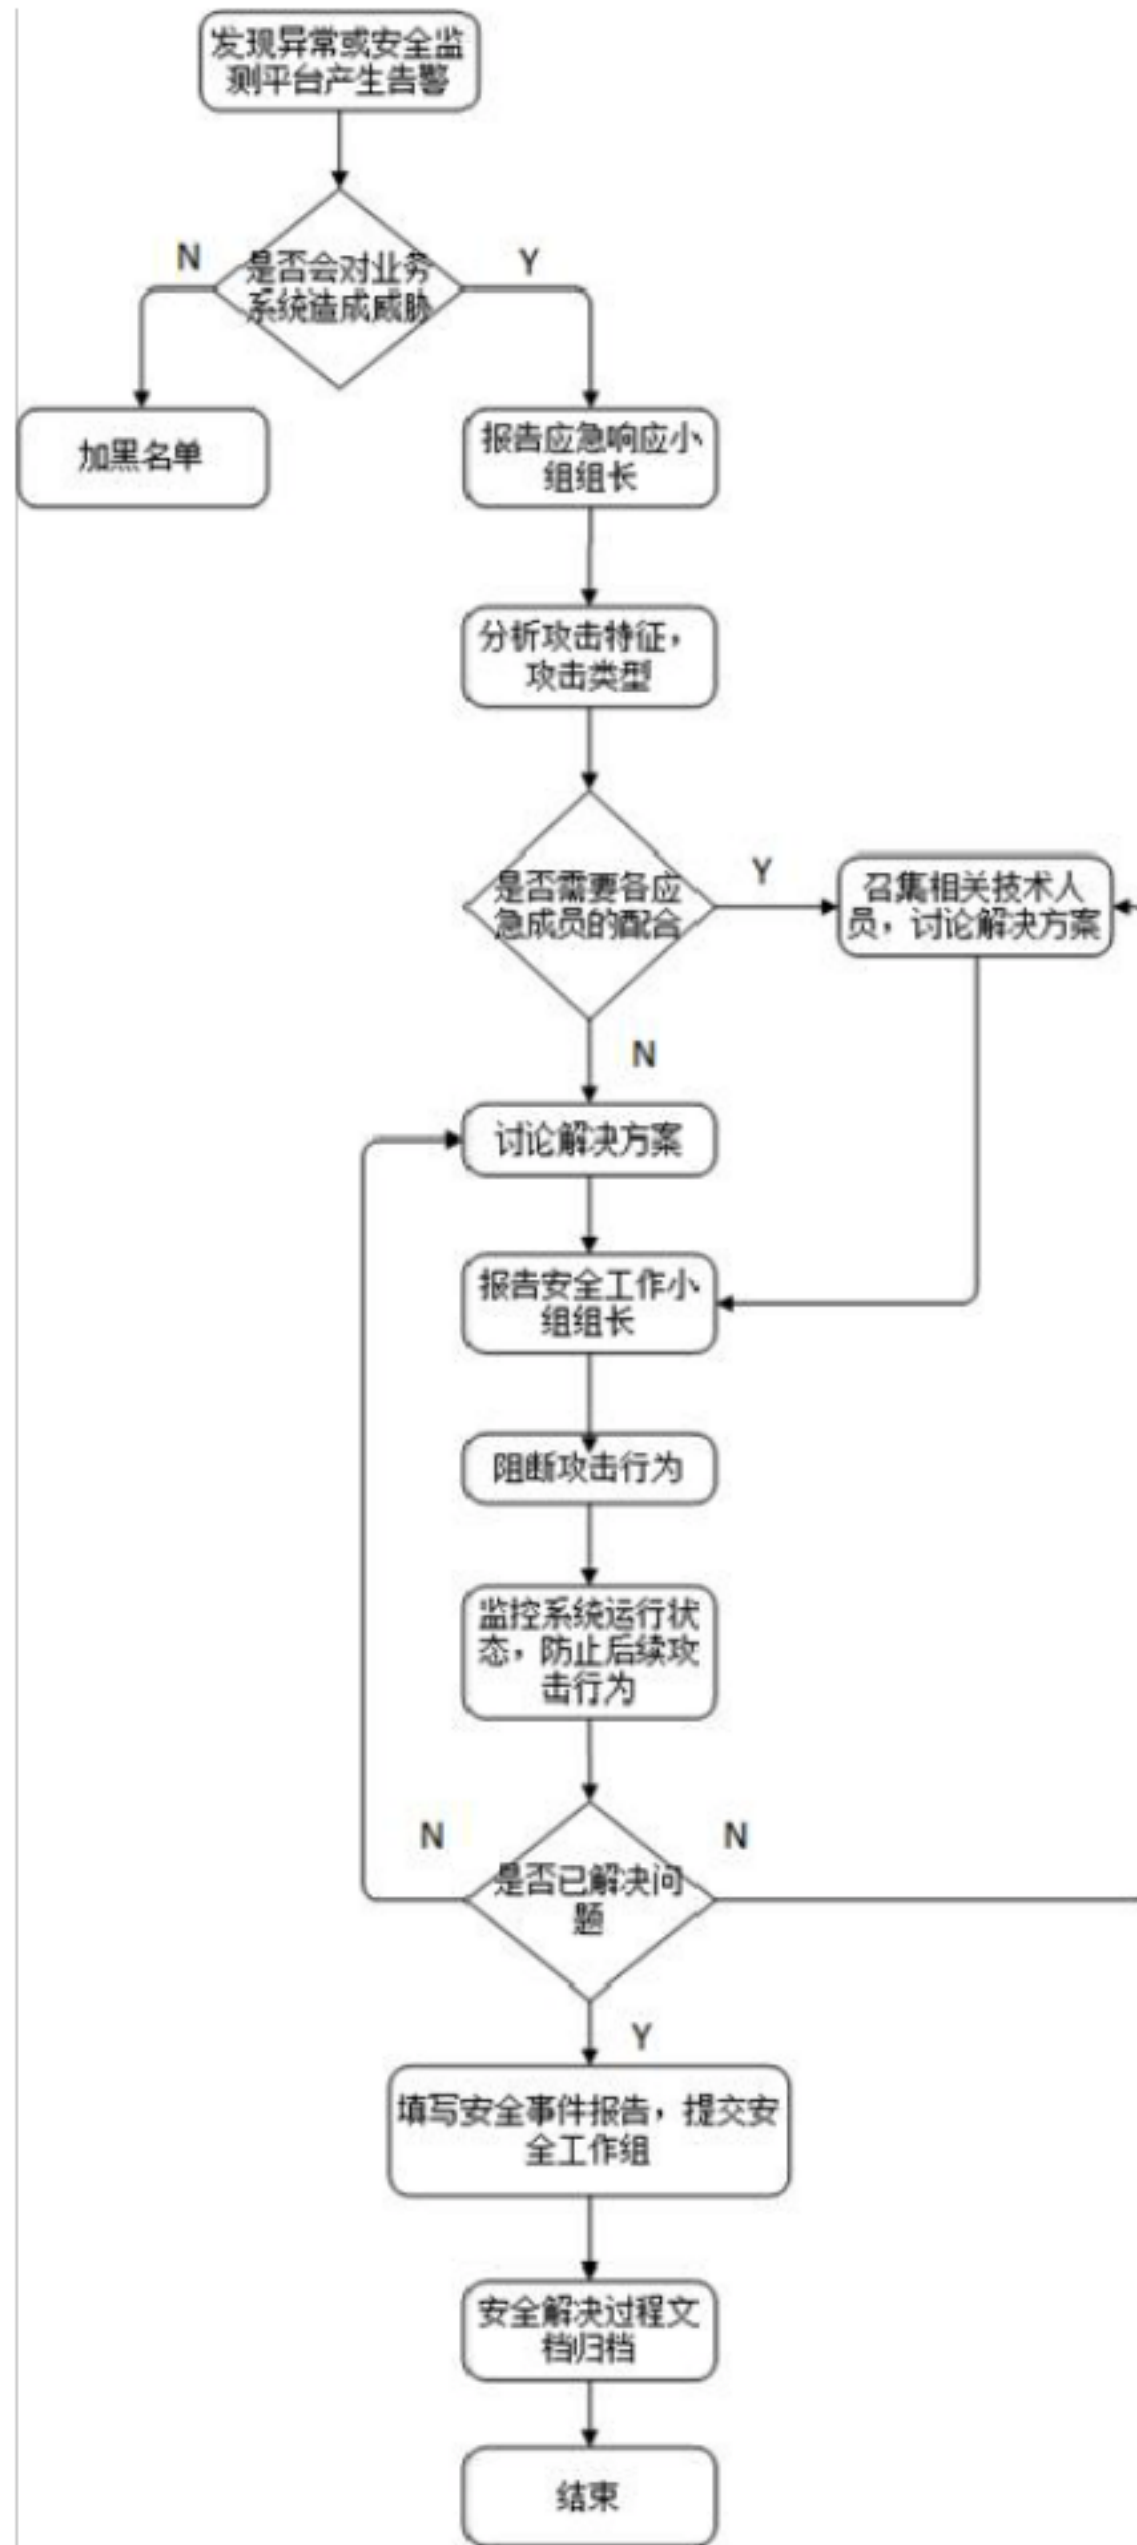 发现异常或安全监
测平台产生告警
N
Y
是否会对业务
系统造成威胁
加黑名单
报告应急响应小
组组长
分析攻击特征，
攻击类型
是否需要各应
急成员的配合
Y
召集相关技术人
员，讨论解决方案
N
讨论解决方案
报告安全工作小
组组长
阻断攻击行为
监控系统运行状
态，防止后续攻
击行为
N
N
是否已解决问
题
Y
填写安全事件报告，提交安
全工作组
安全解决过程文
档归档
结束